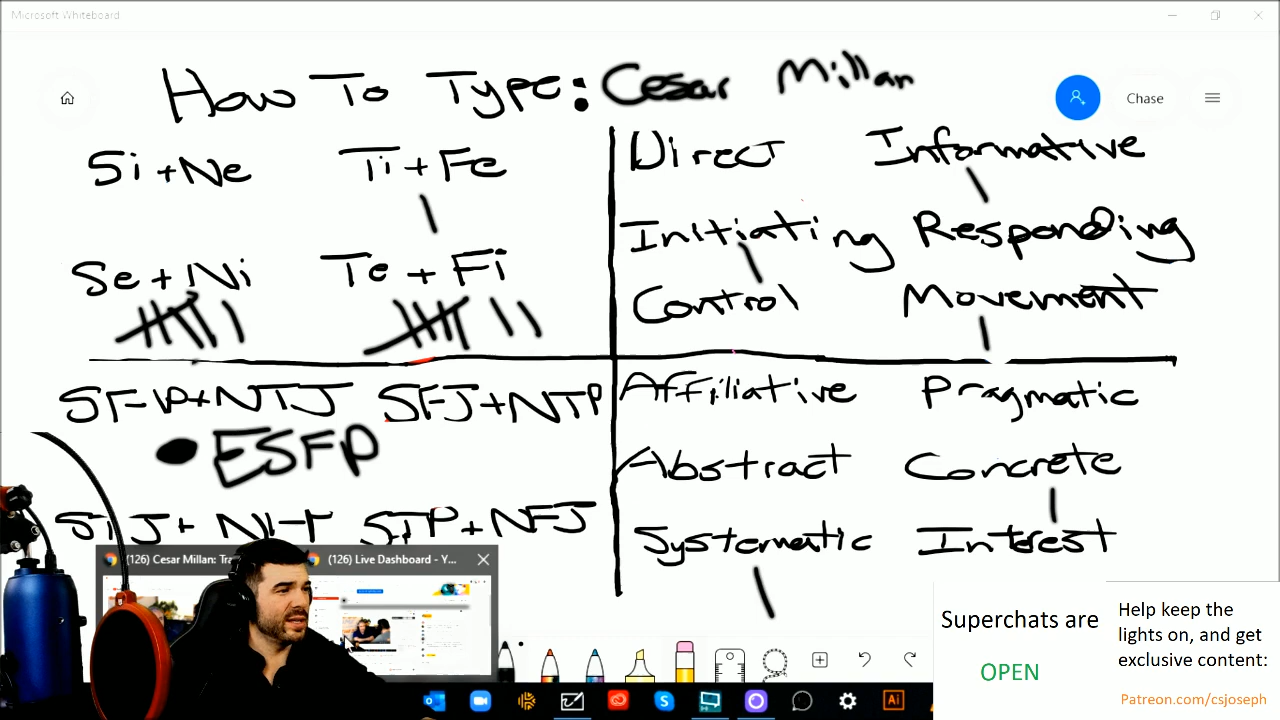 Microsoft Whiteboard
How To Type: Cesar Millan
Chase
Si+Ne Ti+Fe
Se+Ni Te+Fi
Direct Informative
Initiating Responding
Control Movement
SFP+NTJ SFJ+NTP
ESFP
STJ+NFP STP+NFJ
Affiliative Pragmatic
Abstract Concrete
Systematic Interest
(126) Cesar Millan: Tra
(126) Live Dashboard - Y...
Superchats are
OPEN
Help keep the
lights on, and get
exclusive content:
Patreon.com/csjoseph
Ai